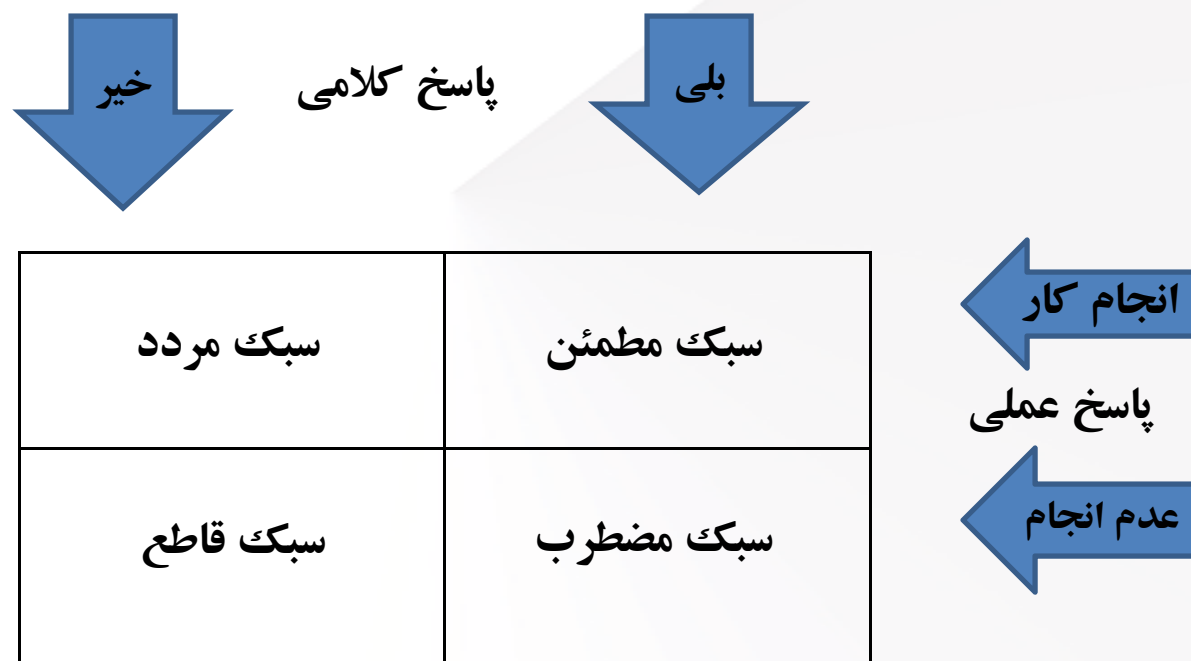 بلی
پاسخ کلامی
خیر
انجام کار
سبک مطمئن
سبک مردد
پاسخ عملی
عدم انجام
سبک مضطرب
سبک قاطع